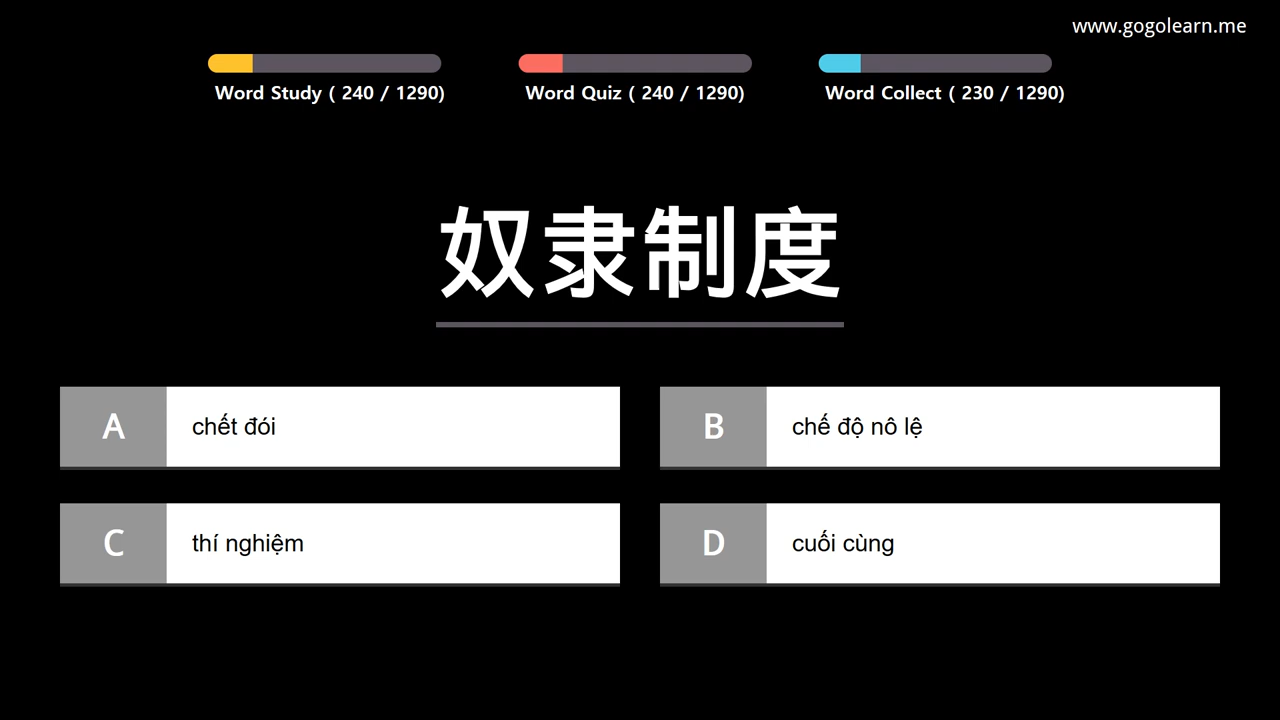 www.gogolearn.me
Word Study ( 240 / 1290)
Word Quiz ( 240 / 1290)
Word Collect ( 230 / 1290)
奴隶制度
A chết đói
B chế độ nô lệ
C thí nghiệm
D cuối cùng